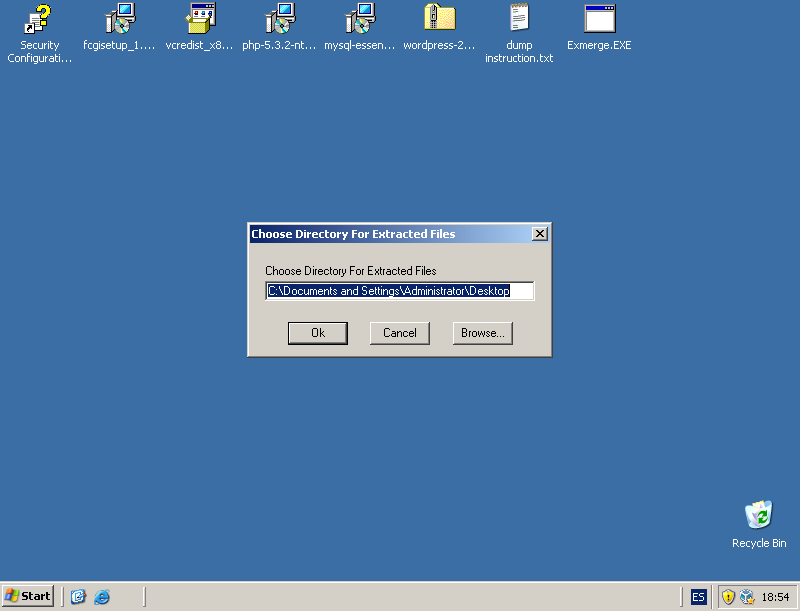 Security
Configurati...
fcgisetup_1....
vcredist_x8...
php-5.3.2-nt...
mysql-essen...
wordpress-2...
dump
instruction.txt
Exmerge.EXE
Choose Directory For Extracted Files
Choose Directory For Extracted Files
C:\Documents and Settings\Administrator\Desktop
Ok
Cancel
Browse...
Recycle Bin
Start
ES
18:54